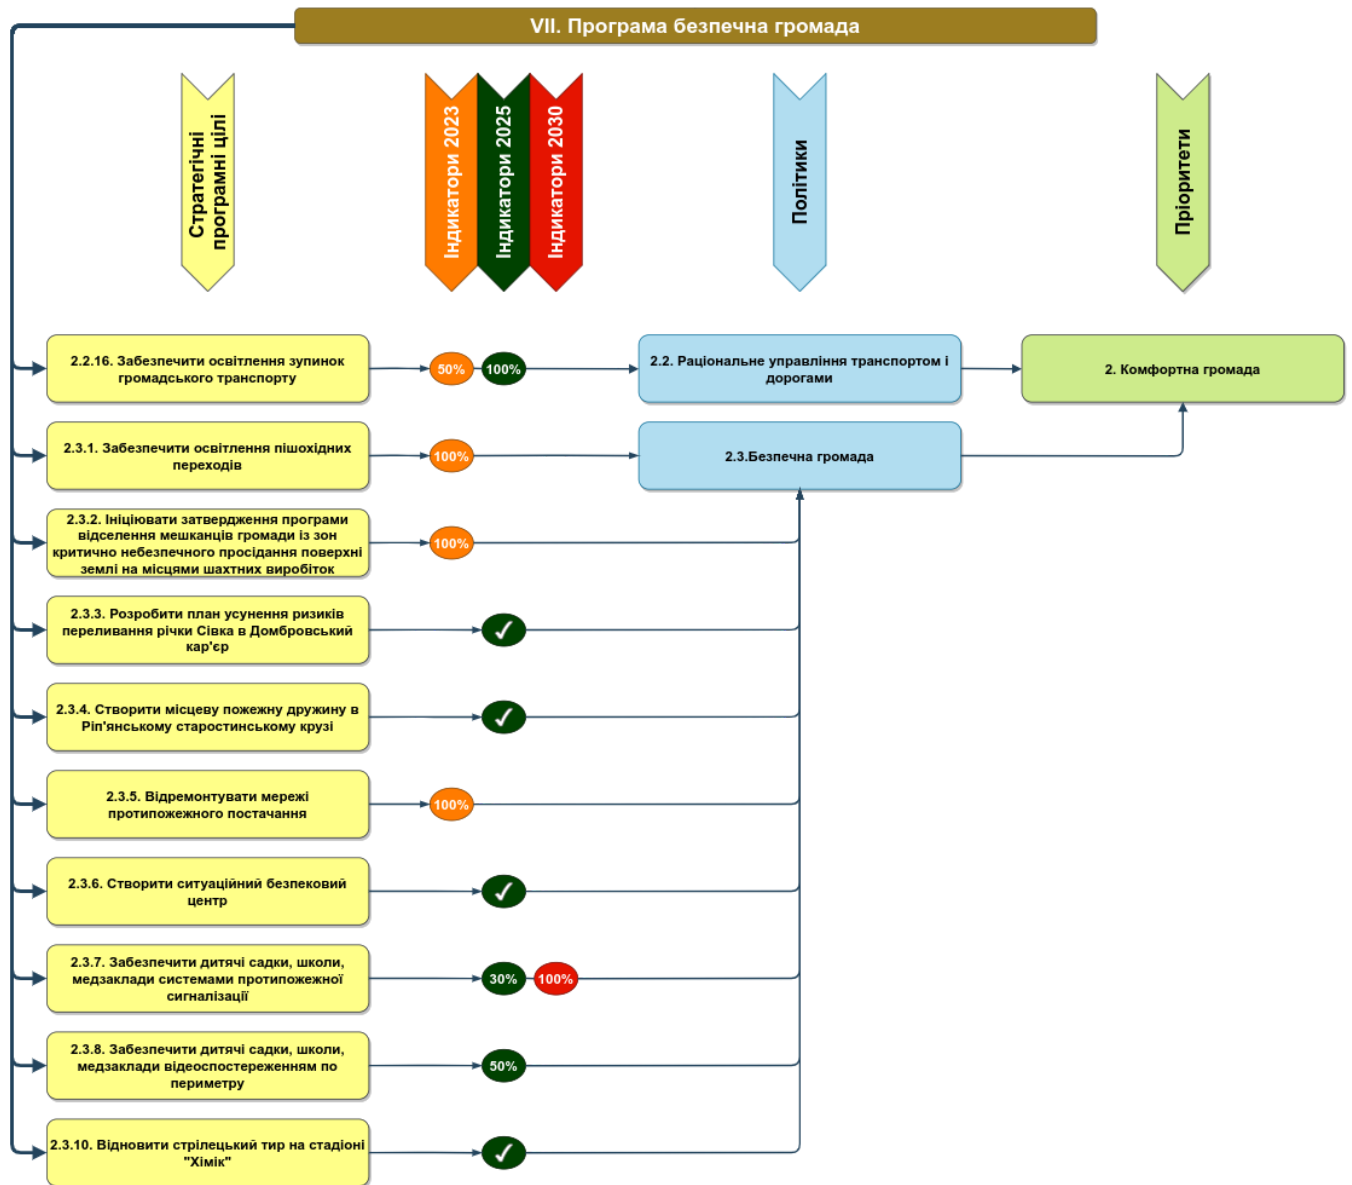 VII. Програма безпечна громада
Стратегічні
програмні цілі
Індикатори 2023
Індикатори 2025
Індикатори 2030
Політики
Пріоритети
2.2.16. Забезпечити освітлення зупинок
громадського транспорту
50%
100%
2.2. Раціональне управління транспортом і
дорогами
2. Комфортна громада
2.3.1. Забезпечити освітлення пішохідних
переходів
100%
2.3.Безпечна громада
2.3.2. Ініціювати затвердження програми
відселення мешканців громади із зон
критично небезпечного просідання поверхні
землі на місцями шахтних виробіток
100%
2.3.3. Розробити план усунення ризиків
переливання річки Сівка в Домбровський
кар'єр
✓
2.3.4. Створити місцеву пожежну дружину в
Ріп'янському старостинському крузі
✓
2.3.5. Відремонтувати мережі
протипожежного постачання
100%
2.3.6. Створити ситуаційний безпековий
центр
✓
2.3.7. Забезпечити дитячі садки, школи,
медзаклади системами протипожежної
сигналізації
30%
100%
2.3.8. Забезпечити дитячі садки, школи,
медзаклади відеоспостереженням по
периметру
50%
2.3.10. Відновити стрілецький тир на стадіоні
"Хімік"
✓